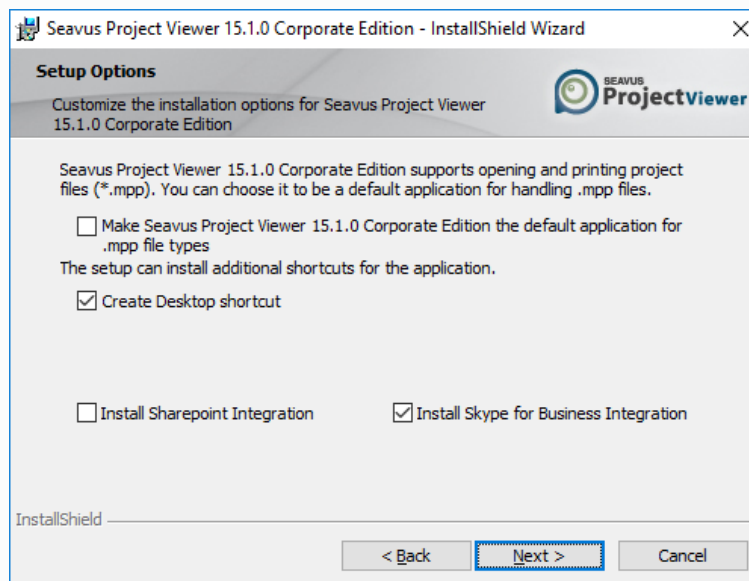 Seavus Project Viewer 15.1.0 Corporate Edition - InstallShield Wizard
Setup Options
Customize the installation options for Seavus Project Viewer
15.1.0 Corporate Edition
SEAVUS
ProjectViewer
Seavus Project Viewer 15.1.0 Corporate Edition supports opening and printing project
files (*.mpp). You can choose it to be a default application for handling .mpp files.
Make Seavus Project Viewer 15.1.0 Corporate Edition the default application for
.mpp file types
The setup can install additional shortcuts for the application.
Create Desktop shortcut
Install Sharepoint Integration
Install Skype for Business Integration
InstallShield
< Back
Next >
Cancel